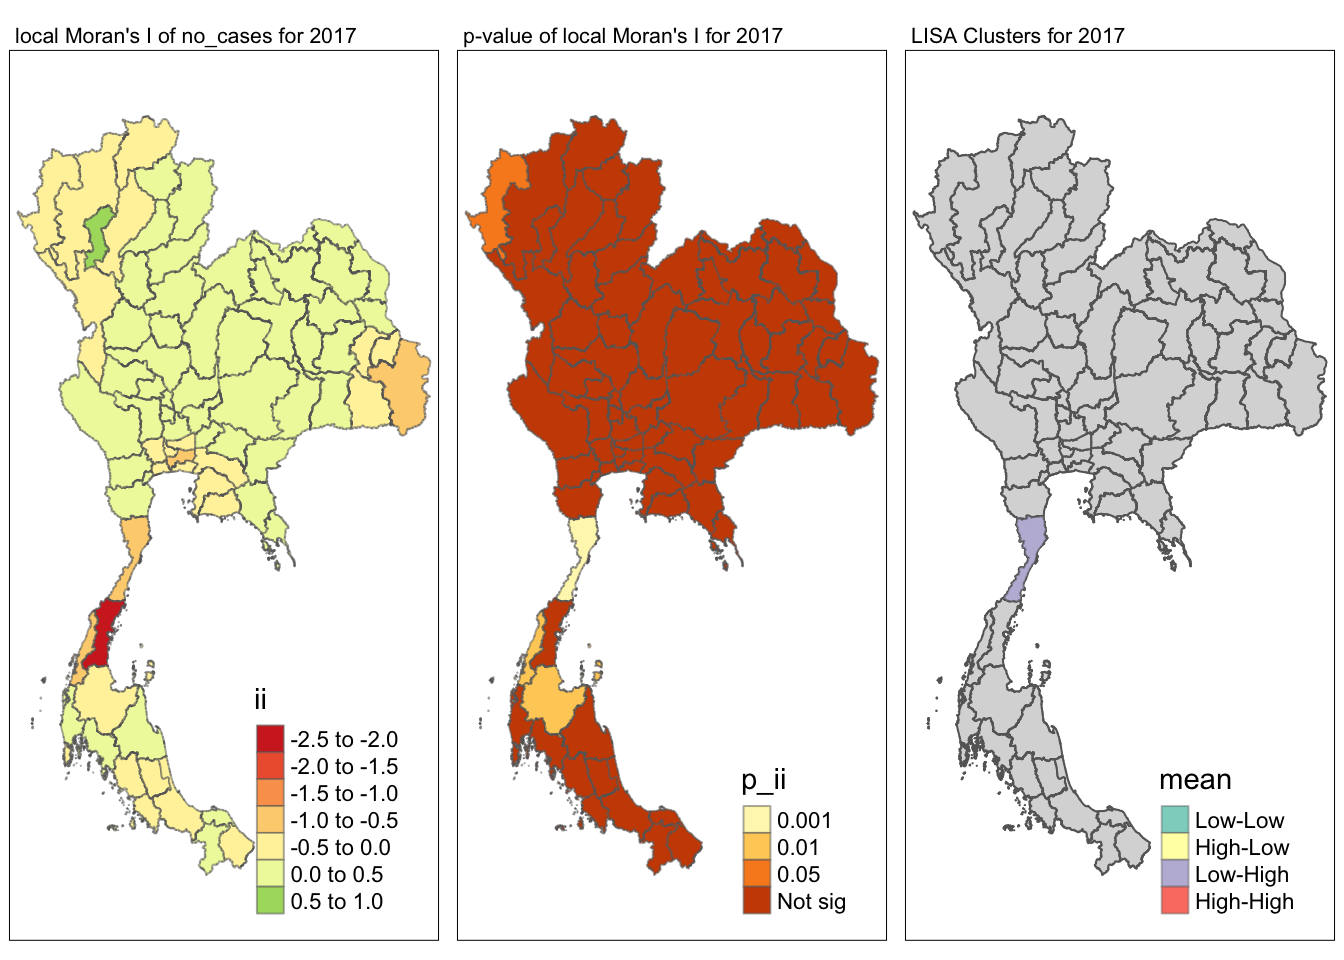 local Moran's I of no_cases for 2017
p-value of local Moran's I for 2017
LISA Clusters for 2017
ii
-2.5 to -2.0
-2.0 to -1.5
-1.5 to -1.0
-1.0 to -0.5
-0.5 to 0.0
0.0 to 0.5
0.5 to 1.0
p_ii
0.001
0.01
0.05
Not sig
mean
Low-Low
High-Low
Low-High
High-High